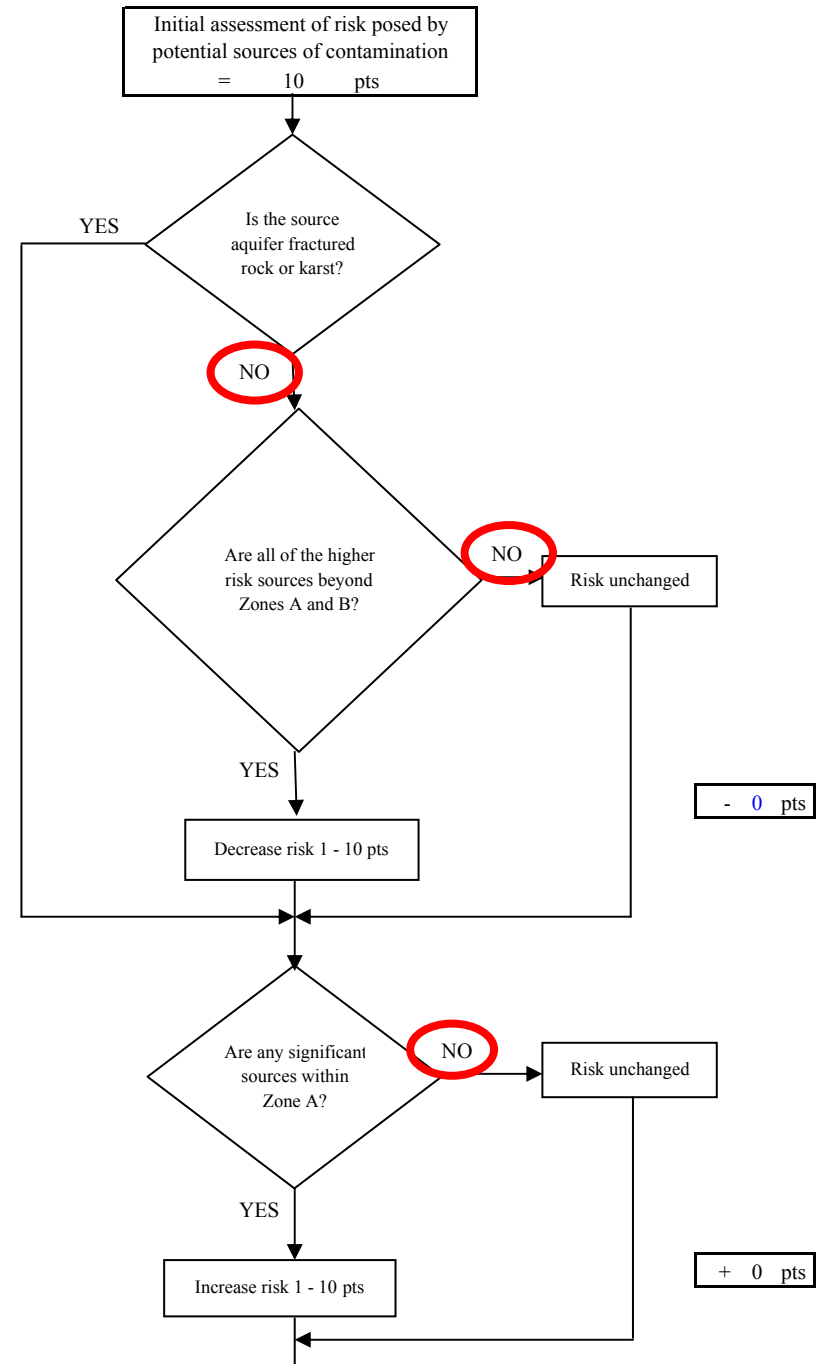 Initial assessment of risk posed by
potential sources of contamination
= 10 pts
YES
Is the source
aquifer fractured
rock or karst?
NO
Are all of the higher
risk sources beyond
Zones A and B?
NO
Risk unchanged
YES
- 0 pts
Decrease risk 1 - 10 pts
Are any significant
sources within
Zone A?
NO
Risk unchanged
YES
+ 0 pts
Increase risk 1 - 10 pts